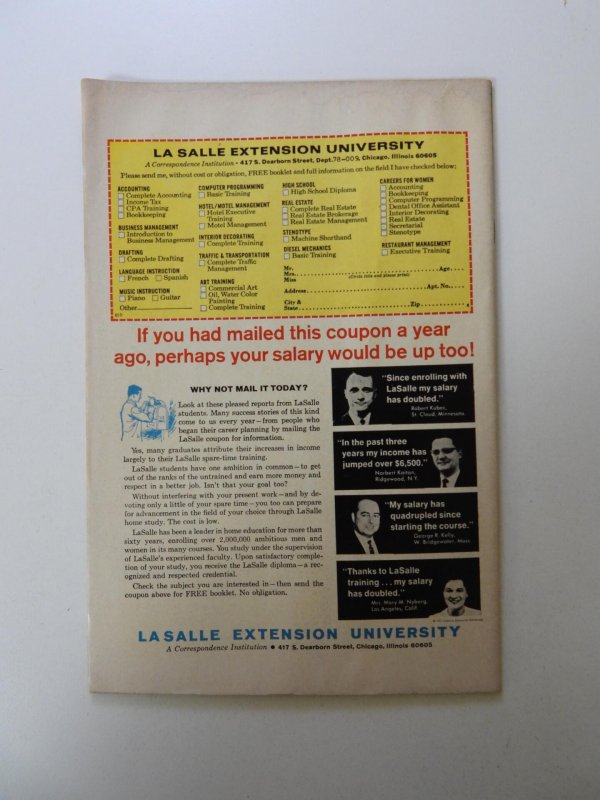 LA SALLE EXTENSION UNIVERSITY
A Correspondence Institution • 417 S. Dearborn Street, Dept. 78-009, Chicago, Illinois 60605
Please send me, without cost or obligation, FREE booklet and full information on the field I have checked below:
ACCOUNTING
Complete Accounting
Income Tax
CPA Training
Bookkeeping
BUSINESS MANAGEMENT
Introduction to
Business Management
DRAFTING
Complete Drafting
LANGUAGE INSTRUCTION
French Spanish
MUSIC INSTRUCTION
Piano Guitar
Other
COMPUTER PROGRAMMING
Basic Training
HOTEL/MOTEL MANAGEMENT
Hotel Executive
Training
Motel Management
INTERIOR DECORATING
Complete Training
TRAFFIC & TRANSPORTATION
Complete Traffic
Management
ART TRAINING
Commercial Art
Oil, Water Color
Painting
Complete Training
HIGH SCHOOL
High School Diploma
REAL ESTATE
Complete Real Estate
Real Estate Brokerage
Real Estate Management
STENOTYPE
Machine Shorthand
DIESEL MECHANICS
Basic Training
CAREERS FOR WOMEN
Accounting
Bookkeeping
Computer Programming
Dental Office Assistant
Interior Decorating
Real Estate
Secretarial
Stenotype
RESTAURANT MANAGEMENT
Executive Training
Mr.
Mrs. Age
Miss (Circle title and please print)
Address Apt. No.
City &
State Zip
If you had mailed this coupon a year
ago, perhaps your salary would be up too!
WHY NOT MAIL IT TODAY?
Look at these pleased reports from LaSalle
students. Many success stories of this kind
come to us every year—from people who
began their career planning by mailing the
LaSalle coupon for information.
Yes, many graduates attribute their increases in income
largely to their LaSalle spare-time training.
LaSalle students have one ambition in common—to get
out of the ranks of the untrained and earn more money and
respect in a better job. Isn't that your goal too?
Without interfering with your present work—and by de-
voting only a little of your spare time—you too can prepare
for advancement in the field of your choice through LaSalle
home study. The cost is low.
LaSalle has been a leader in home education for more than
sixty years, enrolling over 2,000,000 ambitious men and
women in its many courses. You study under the supervision
of LaSalle's experienced faculty. Upon satisfactory comple-
tion of your study, you receive the LaSalle diploma—a rec-
ognized and respected credential.
Check the subject you are interested in—then send the
coupon above for FREE booklet. No obligation.
"Since enrolling with
LaSalle my salary
has doubled."
Robert Kuber,
St. Cloud, Minnesota
"In the past three
years my income has
jumped over $6,500."
Norbert Keiton,
Ridgewood, N.Y.
"My salary has
quadrupled since
starting the course."
George R. Kelly,
W. Bridgewater, Mass.
"Thanks to LaSalle
training . . . my salary
has doubled."
Mrs. Mary M. Nyberg,
Los Angeles, Calif.
LA SALLE EXTENSION UNIVERSITY
A Correspondence Institution • 417 S. Dearborn Street, Chicago, Illinois 60605